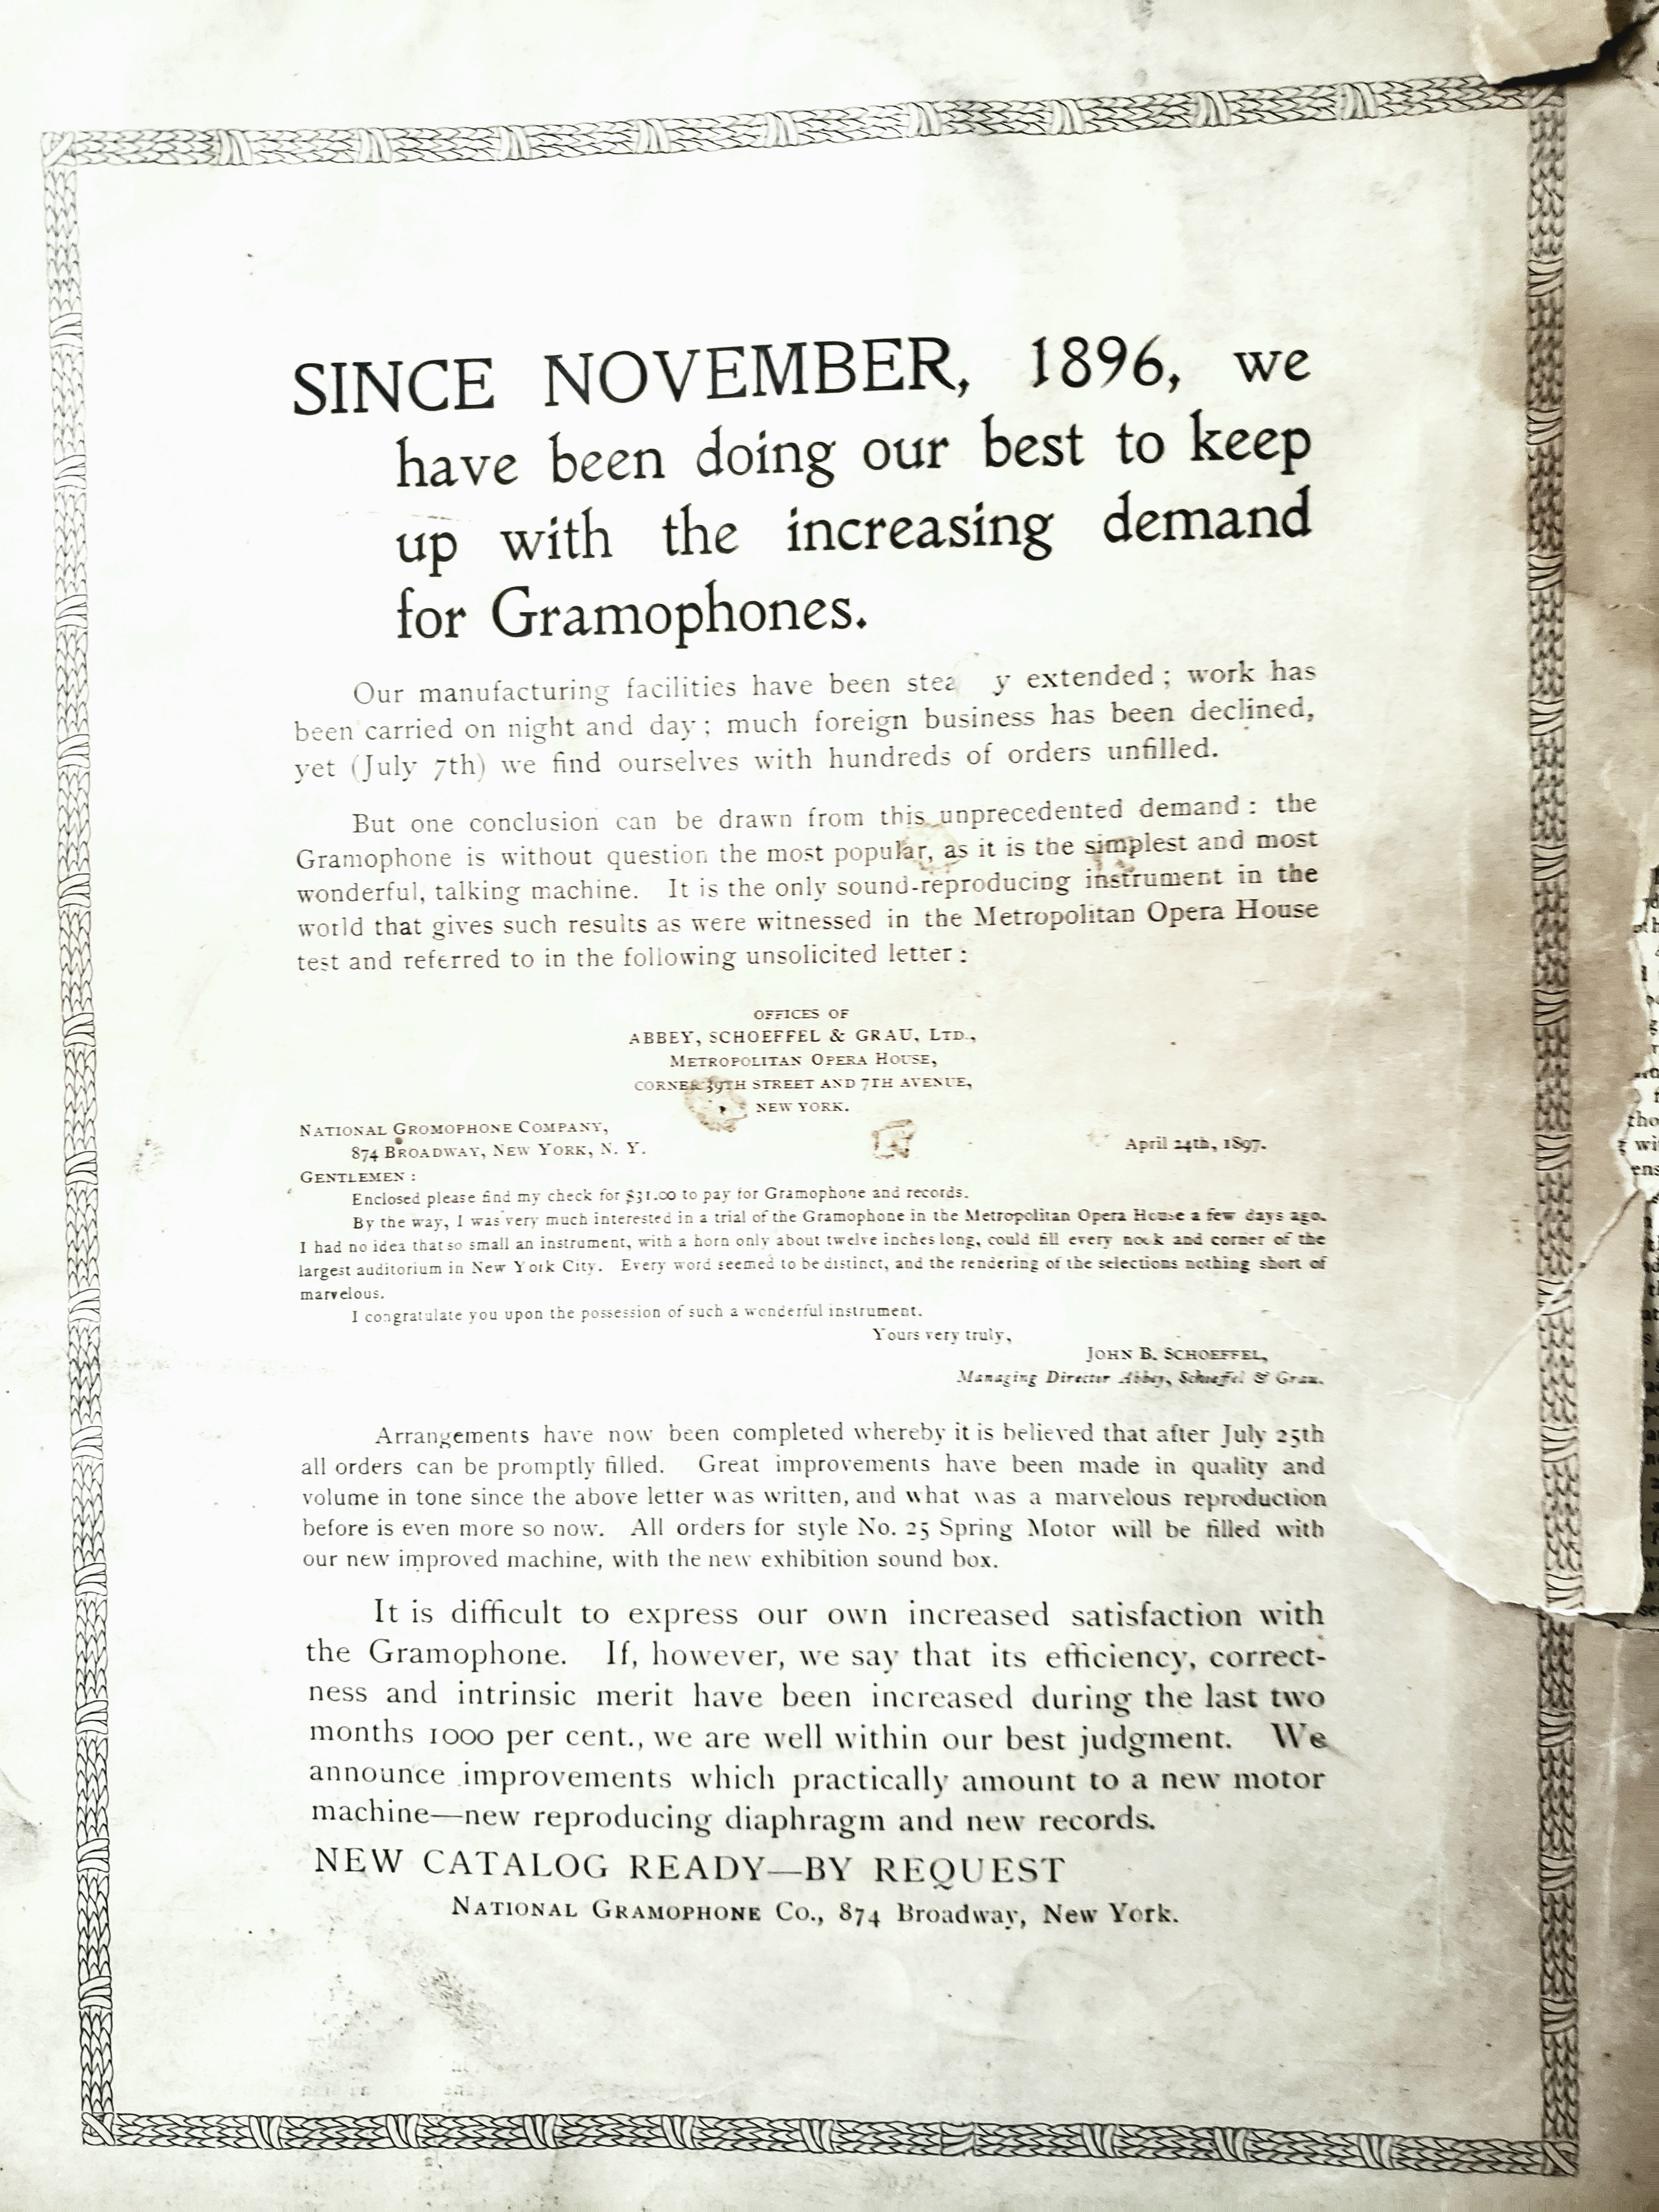 SINCE NOVEMBER, 1896, we
have been doing our best to keep
up with the increasing demand
for Gramophones.
Our manufacturing facilities have been stea y extended; work has
been carried on night and day; much foreign business has been declined,
yet (July 7th) we find ourselves with hundreds of orders unfilled.
But one conclusion can be drawn from this unprecedented demand: the
Gramophone is without question the most popular, as it is the simplest and most
wonderful, talking machine. It is the only sound-reproducing instrument in the
world that gives such results as were witnessed in the Metropolitan Opera House
test and referred to in the following unsolicited letter:
OFFICES OF
ABBEY, SCHOEFFEL & GRAU, LTD.,
METROPOLITAN OPERA HOUSE,
CORNER 39TH STREET AND 7TH AVENUE,
NEW YORK.
NATIONAL GROMOPHONE COMPANY,
874 BROADWAY, NEW YORK, N. Y. April 24th, 1897.
GENTLEMEN:
Enclosed please find my check for $31.00 to pay for Gramophone and records.
By the way, I was very much interested in a trial of the Gramophone in the Metropolitan Opera House a few days ago.
I had no idea that so small an instrument, with a horn only about twelve inches long, could fill every nook and corner of the
largest auditorium in New York City. Every word seemed to be distinct, and the rendering of the selections nothing short of
marvelous.
I congratulate you upon the possession of such a wonderful instrument.
Yours very truly,
JOHN B. SCHOEFFEL,
Managing Director Abbey, Schoeffel & Grau.
Arrangements have now been completed whereby it is believed that after July 25th
all orders can be promptly filled. Great improvements have been made in quality and
volume in tone since the above letter was written, and what was a marvelous reproduction
before is even more so now. All orders for style No. 25 Spring Motor will be filled with
our new improved machine, with the new exhibition sound box.
It is difficult to express our own increased satisfaction with
the Gramophone. If, however, we say that its efficiency, correct-
ness and intrinsic merit have been increased during the last two
months 1000 per cent., we are well within our best judgment. We
announce improvements which practically amount to a new motor
machine—new reproducing diaphragm and new records.
NEW CATALOG READY—BY REQUEST
NATIONAL GRAMOPHONE CO., 874 Broadway, New York.